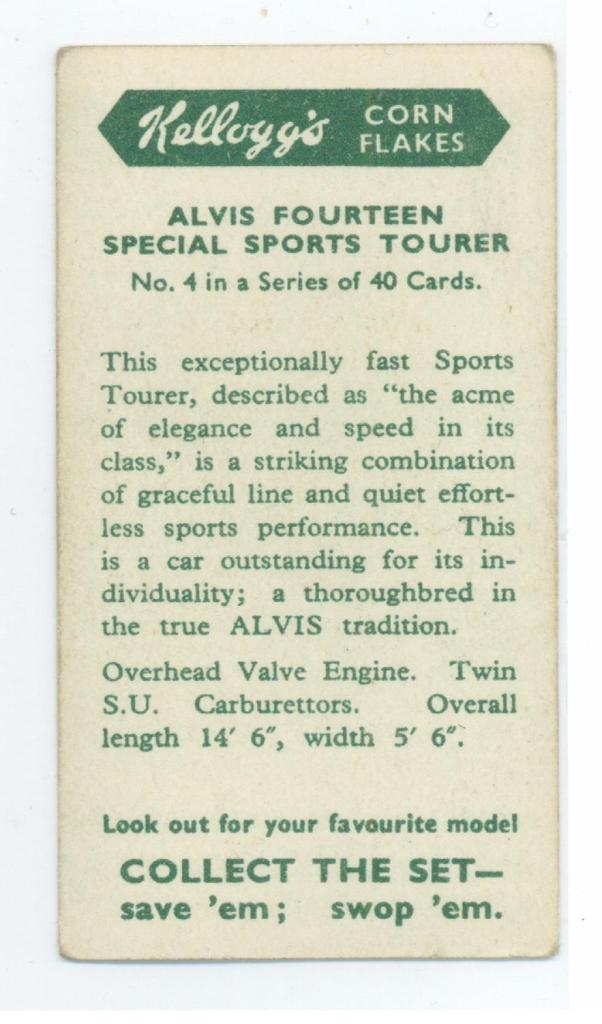 Kellogg's CORN FLAKES
ALVIS FOURTEEN
SPECIAL SPORTS TOURER
No. 4 in a Series of 40 Cards.
This exceptionally fast Sports
Tourer, described as “the acme
of elegance and speed in its
class,” is a striking combination
of graceful line and quiet effort-
less sports performance. This
is a car outstanding for its in-
dividuality; a thoroughbred in
the true ALVIS tradition.
Overhead Valve Engine. Twin
S.U. Carburettors. Overall
length 14′ 6″, width 5′ 6″.
Look out for your favourite model
COLLECT THE SET—
save 'em; swop 'em.